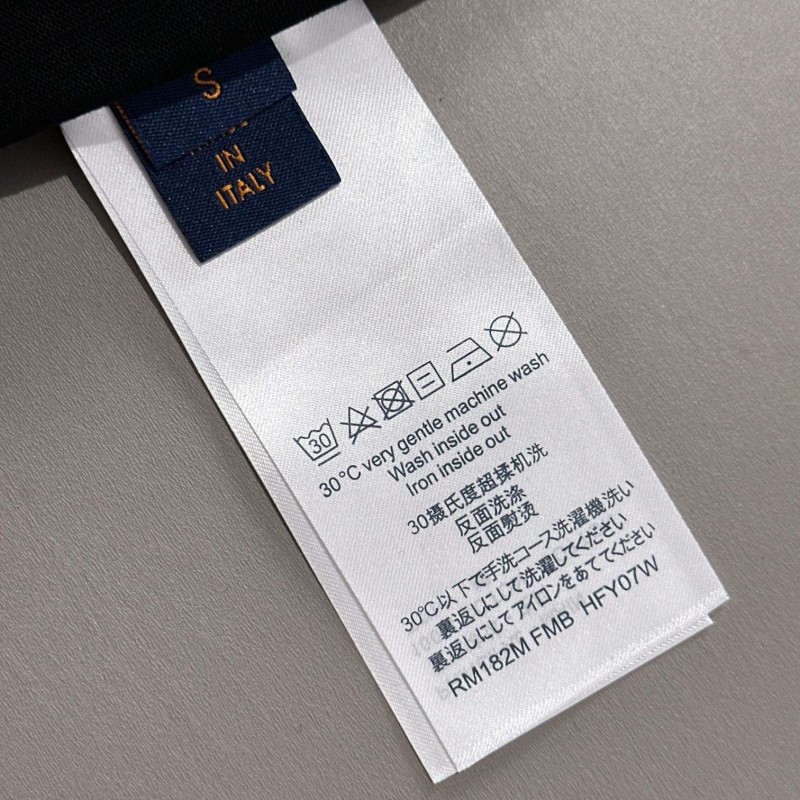 S
IN
ITALY
30
30°C very gentle machine wash
Wash inside out
Iron inside out
30摄氏度超揉机洗
反面洗涤
反面熨烫
30℃以下で手洗コース洗濯機洗い
裏返しにして洗濯してください
裏返しにしてアイロンをあててください
RM182M FMB HFY07W